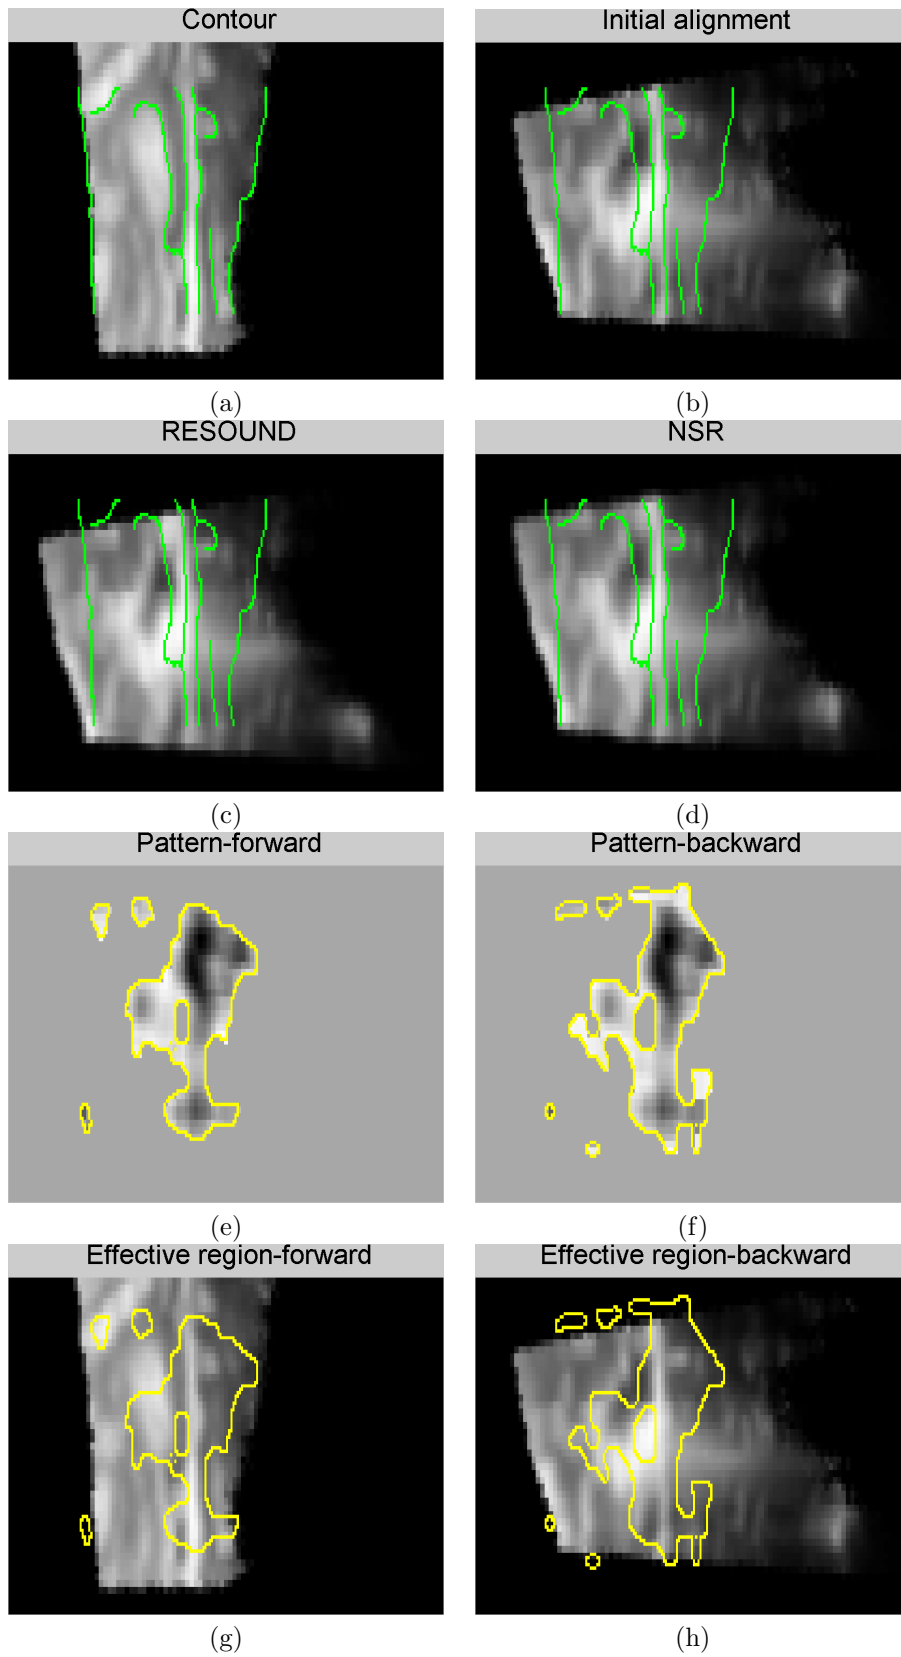 Contour
Initial alignment
(a)
(b)
RESOUND
NSR
(c)
(d)
Pattern-forward
Pattern-backward
(e)
(f)
Effective region-forward
Effective region-backward
(g)
(h)